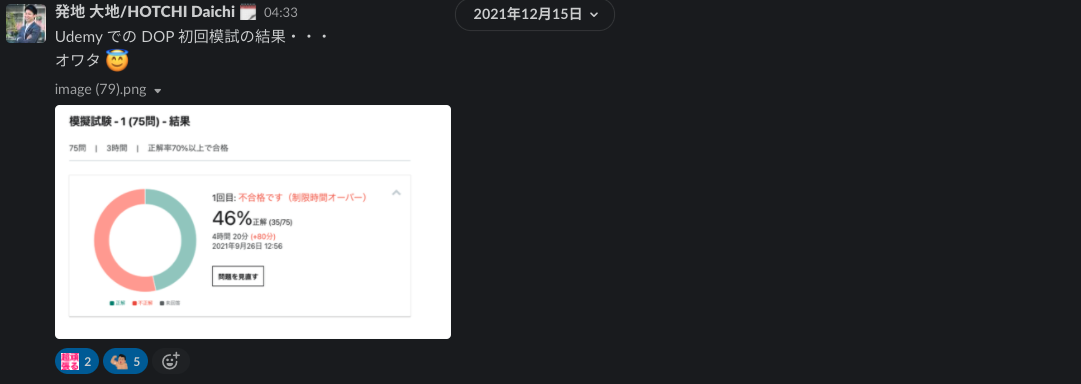 発地 大地/HOTCHI Daichi 04:33
2021年12月15日
Udemy での DOP 初回模試の結果・・・
オワタ
image (79).png
模擬試験 - 1 (75問) - 結果
75問 | 3時間 | 正解率70%以上で合格
1回目: 不合格です（制限時間オーバー）
46%正解 (35/75)
4時間 20分 (+80分)
2021年9月26日 12:56
問題を見直す
正解 不正解 未回答
超頑張る 2 5